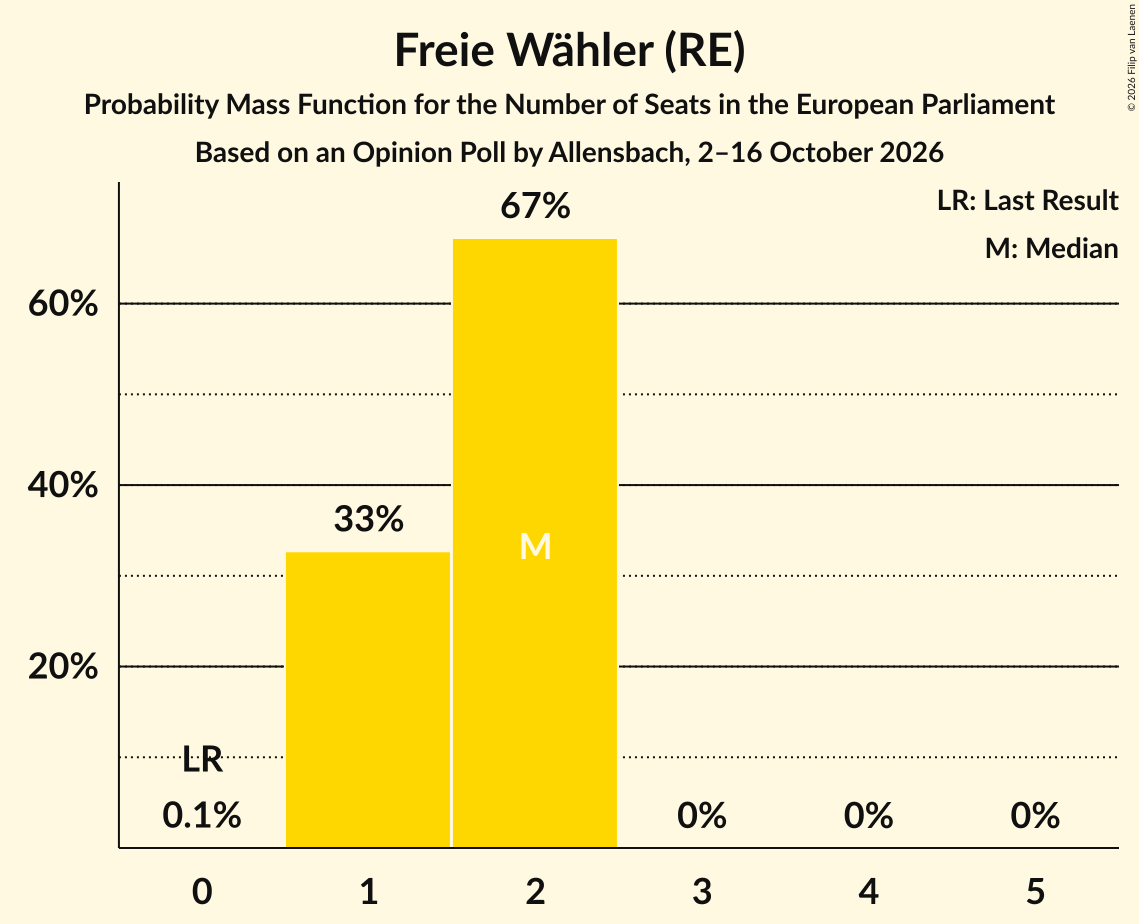 Freie Wähler (RE)
Probability Mass Function for the Number of Seats in the European Parliament
Based on an Opinion Poll by Allensbach, 2–16 October 2026
© 2026 Filip van Laenen
LR: Last Result
M: Median
67%
60%
40%
33%
M
20%
LR
0.1%
0%
0%
0%
0
1
2
3
4
5